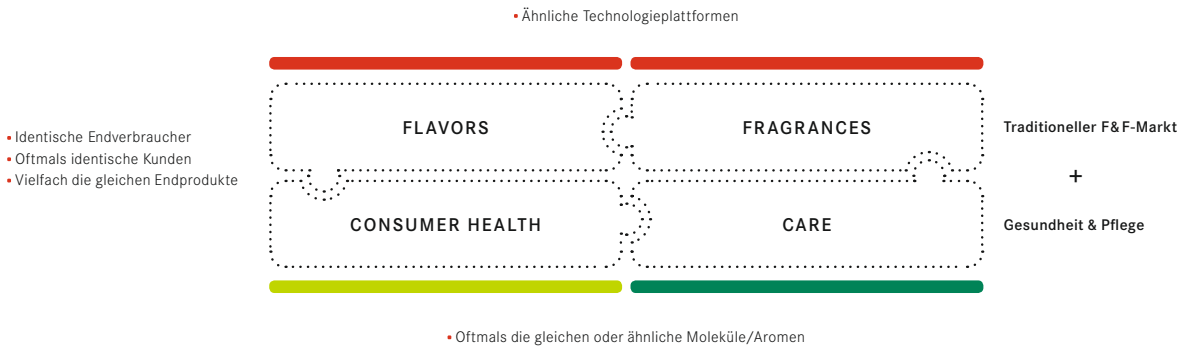 • Ähnliche Technologieplattformen
FLAVORS
FRAGRANCES
Traditioneller F&F-Markt
• Identische Endverbraucher
• Oftmals identische Kunden
• Vielfach die gleichen Endprodukte
+
CONSUMER HEALTH
CARE
Gesundheit & Pflege
• Oftmals die gleichen oder ähnliche Moleküle/Aromen